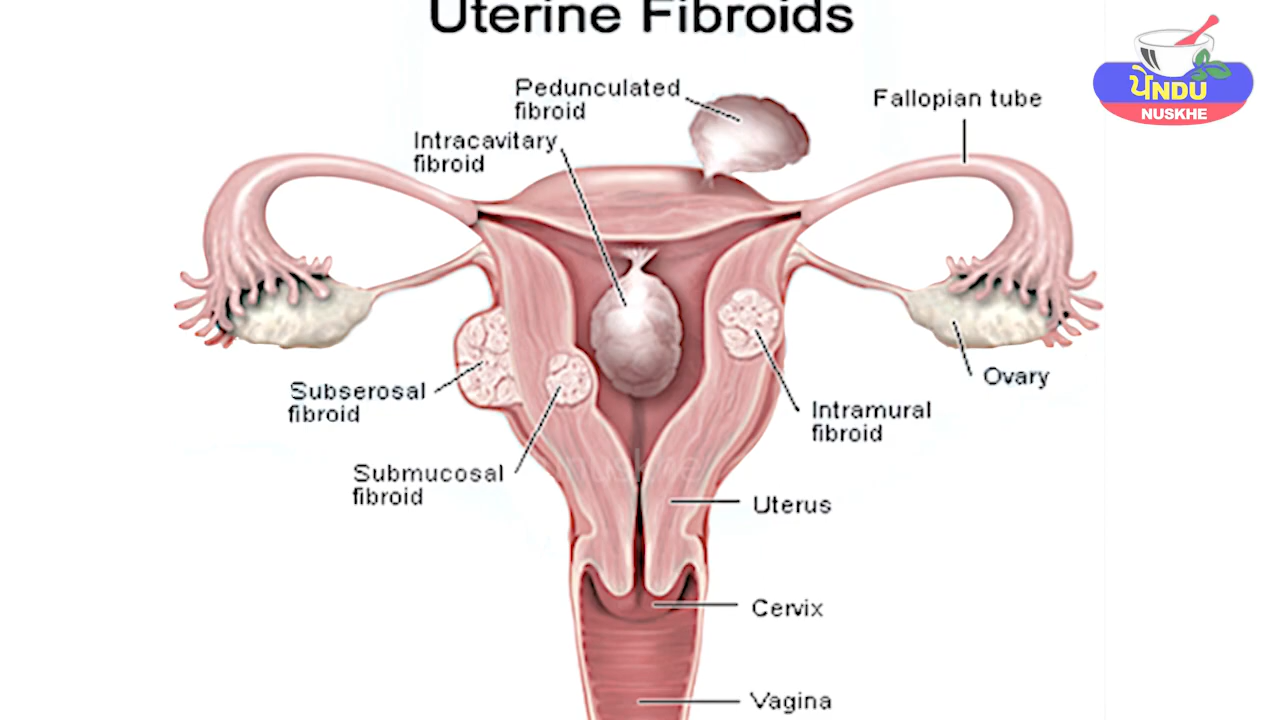 Uterine Fibroids
Pedunculated
fibroid
Intracavitary
fibroid
Fallopian tube
ਪੇNDU
NUSKHE
Subserosal
fibroid
Submucosal
fibroid
Ovary
Intramural
fibroid
nuskhe
Uterus
Cervix
Vagina